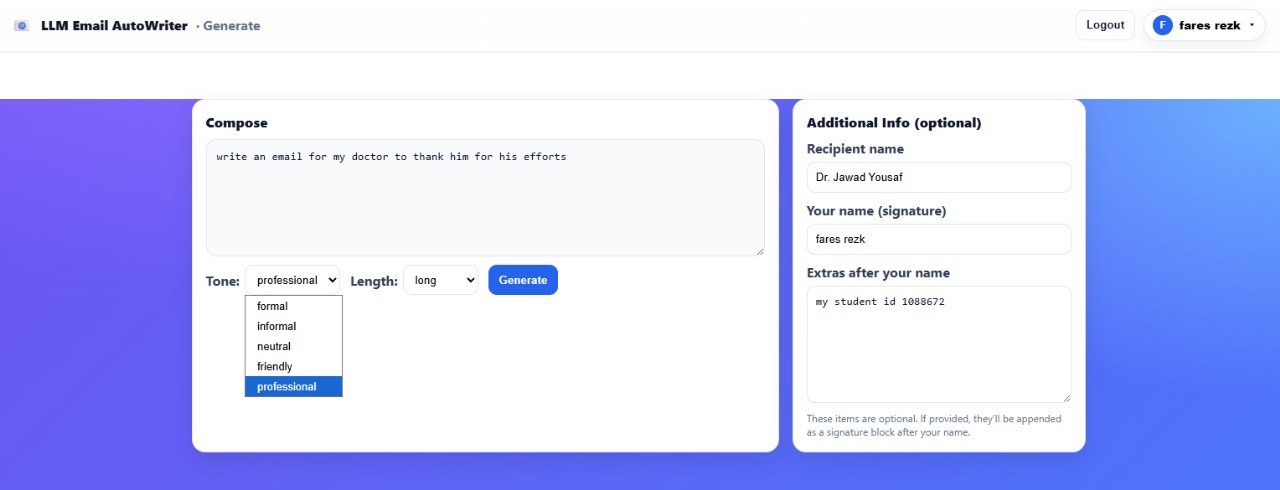 LLM Email AutoWriter · Generate
Logout
F fares rezk
Compose
write an email for my doctor to thank him for his efforts
Tone: professional Length: long Generate
formal
informal
neutral
friendly
professional
Additional Info (optional)
Recipient name
Dr. Jawad Yousaf
Your name (signature)
fares rezk
Extras after your name
my student id 1088672
These items are optional. If provided, they'll be appended
as a signature block after your name.